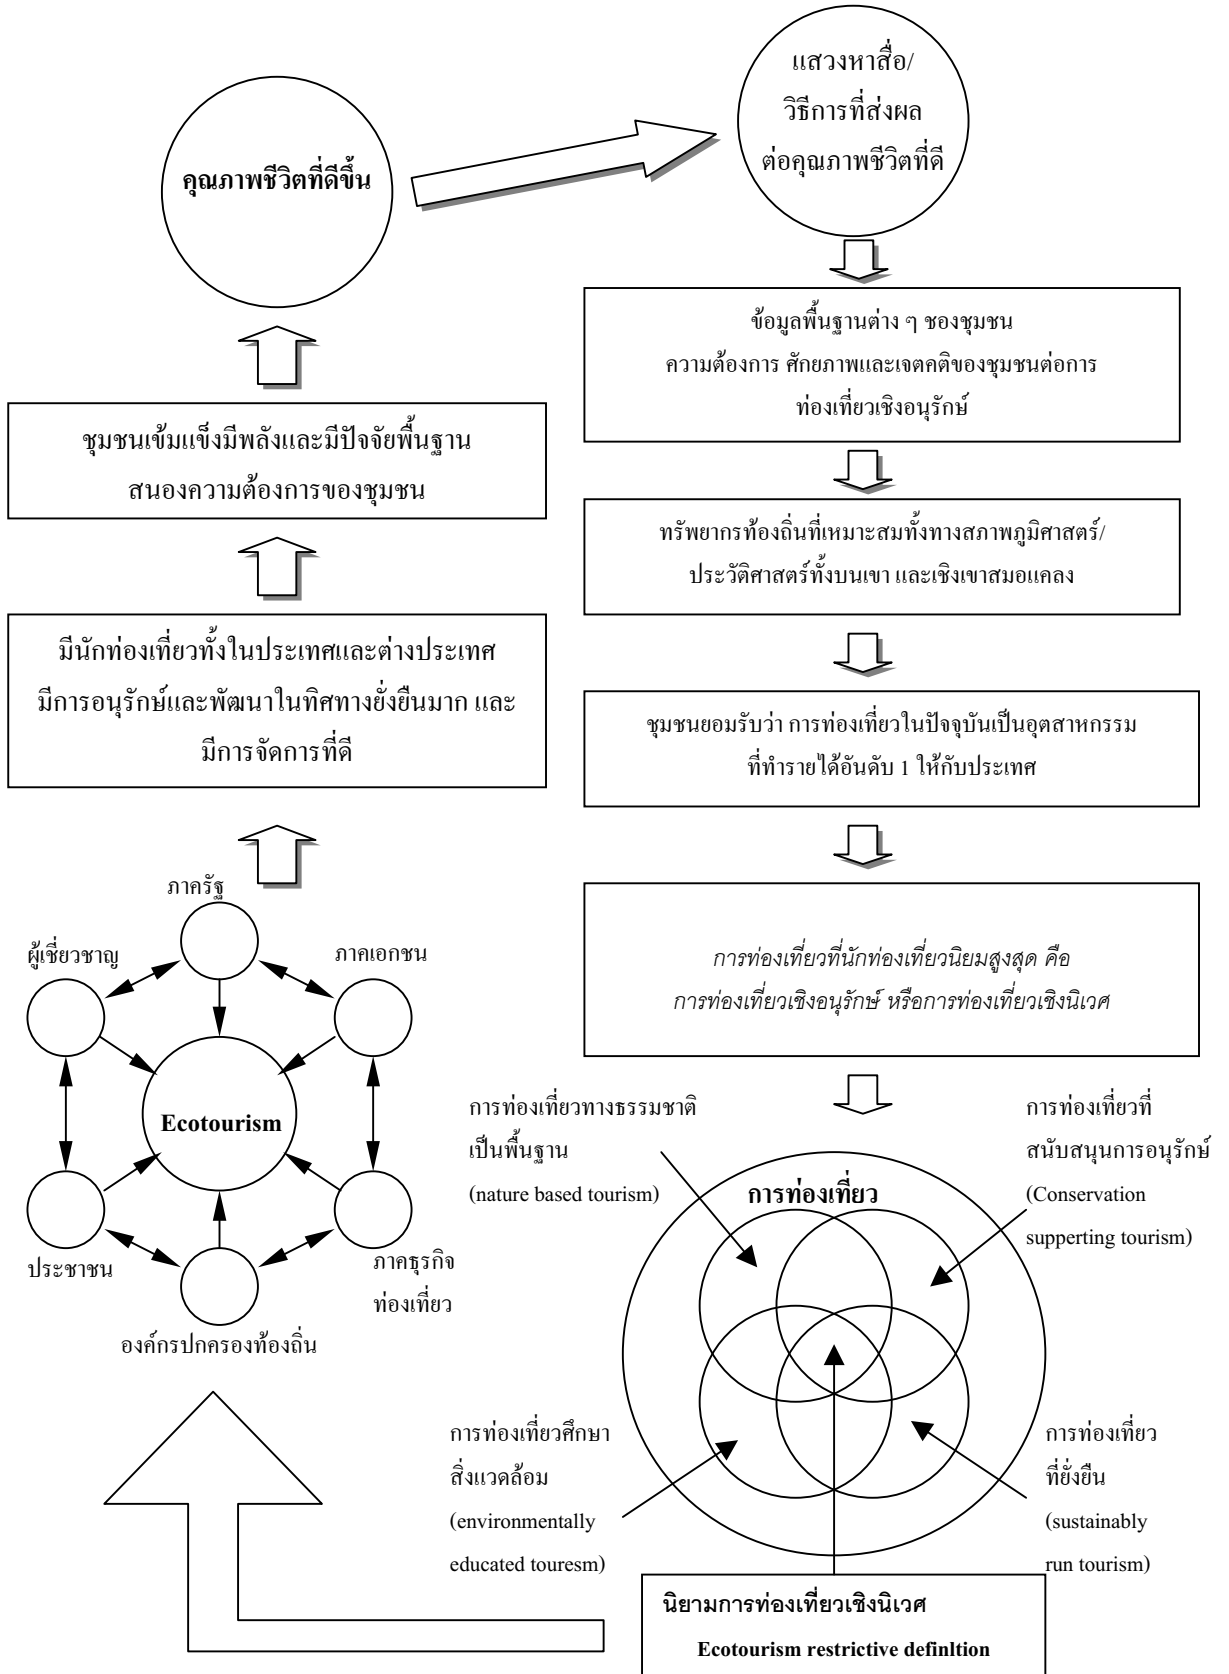 คุณภาพชีวิตที่ดีขึ้น
แสวงหาสื่อ/
วิธีการที่ส่งผล
ต่อคุณภาพชีวิตที่ดี
ข้อมูลพื้นฐานต่าง ๆ ชองชุมชน
ความต้องการ ศักยภาพและเจตคติของชุมชนต่อการ
ท่องเที่ยวเชิงอนุรักษ์
ทรัพยากรท้องถิ่นที่เหมาะสมทั้งทางสภาพภูมิศาสตร์/
ประวัติศาสตร์ทั้งบนเขา และเชิงเขาสมอแคลง
ชุมชนยอมรับว่า การท่องเที่ยวในปัจจุบันเป็นอุตสาหกรรม
ที่ทำรายได้อันดับ 1 ให้กับประเทศ
การท่องเที่ยวที่นักท่องเที่ยวนิยมสูงสุด คือ
การท่องเที่ยวเชิงอนุรักษ์ หรือการท่องเที่ยวเชิงนิเวศ
การท่องเที่ยวทางธรรมชาติ
เป็นพื้นฐาน
(nature based tourism)
การท่องเที่ยวที่
สนับสนุนการอนุรักษ์
(Conservation
supperting tourism)
การท่องเที่ยว
การท่องเที่ยวศึกษา
สิ่งแวดล้อม
(environmentally
educated touresm)
การท่องเที่ยว
ที่ยั่งยืน
(sustainably
run tourism)
นิยามการท่องเที่ยวเชิงนิเวศ
Ecotourism restrictive definltion
ภาครัฐ
ผู้เชี่ยวชาญ
ภาคเอกชน
Ecotourism
ประชาชน
ภาคธุรกิจ
ท่องเที่ยว
องค์กรปกครองท้องถิ่น
มีนักท่องเที่ยวทั้งในประเทศและต่างประเทศ
มีการอนุรักษ์และพัฒนาในทิศทางยั่งยืนมาก และ
มีการจัดการที่ดี
ชุมชนเข้มแข็งมีพลังและมีปัจจัยพื้นฐาน
สนองความต้องการของชุมชน